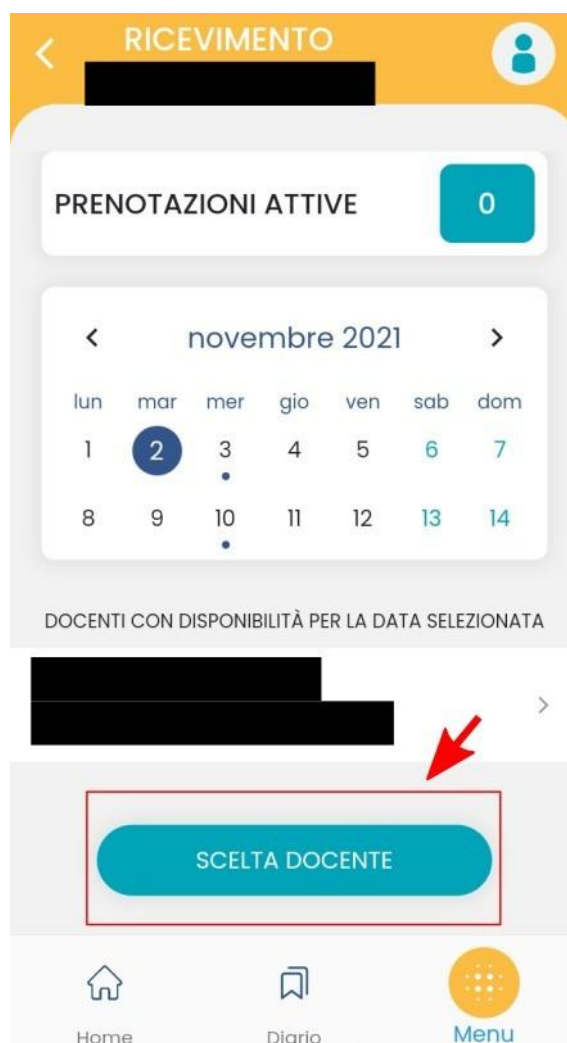 RICEVIMENTO
PRENOTAZIONI ATTIVE 0
novembre 2021
lun mar mer gio ven sab dom
1 2 3 4 5 6 7
8 9 10 11 12 13 14
DOCENTI CON DISPONIBILITÀ PER LA DATA SELEZIONATA
SCELTA DOCENTE
Home Diario Menu